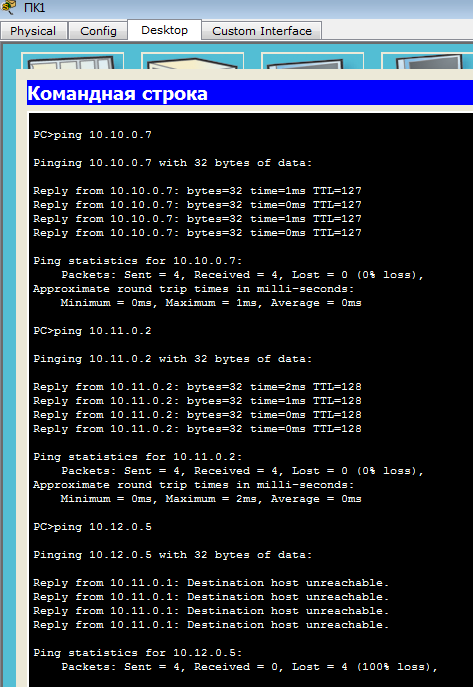 ПК1
Physical Config Desktop Custom Interface
Командная строка
PC>ping 10.10.0.7
Pinging 10.10.0.7 with 32 bytes of data:
Reply from 10.10.0.7: bytes=32 time=1ms TTL=127
Reply from 10.10.0.7: bytes=32 time=0ms TTL=127
Reply from 10.10.0.7: bytes=32 time=1ms TTL=127
Reply from 10.10.0.7: bytes=32 time=0ms TTL=127
Ping statistics for 10.10.0.7:
Packets: Sent = 4, Received = 4, Lost = 0 (0% loss),
Approximate round trip times in milli-seconds:
Minimum = 0ms, Maximum = 1ms, Average = 0ms
PC>ping 10.11.0.2
Pinging 10.11.0.2 with 32 bytes of data:
Reply from 10.11.0.2: bytes=32 time=2ms TTL=128
Reply from 10.11.0.2: bytes=32 time=1ms TTL=128
Reply from 10.11.0.2: bytes=32 time=0ms TTL=128
Reply from 10.11.0.2: bytes=32 time=0ms TTL=128
Ping statistics for 10.11.0.2:
Packets: Sent = 4, Received = 4, Lost = 0 (0% loss),
Approximate round trip times in milli-seconds:
Minimum = 0ms, Maximum = 2ms, Average = 0ms
PC>ping 10.12.0.5
Pinging 10.12.0.5 with 32 bytes of data:
Reply from 10.11.0.1: Destination host unreachable.
Reply from 10.11.0.1: Destination host unreachable.
Reply from 10.11.0.1: Destination host unreachable.
Reply from 10.11.0.1: Destination host unreachable.
Ping statistics for 10.12.0.5:
Packets: Sent = 4, Received = 0, Lost = 4 (100% loss),